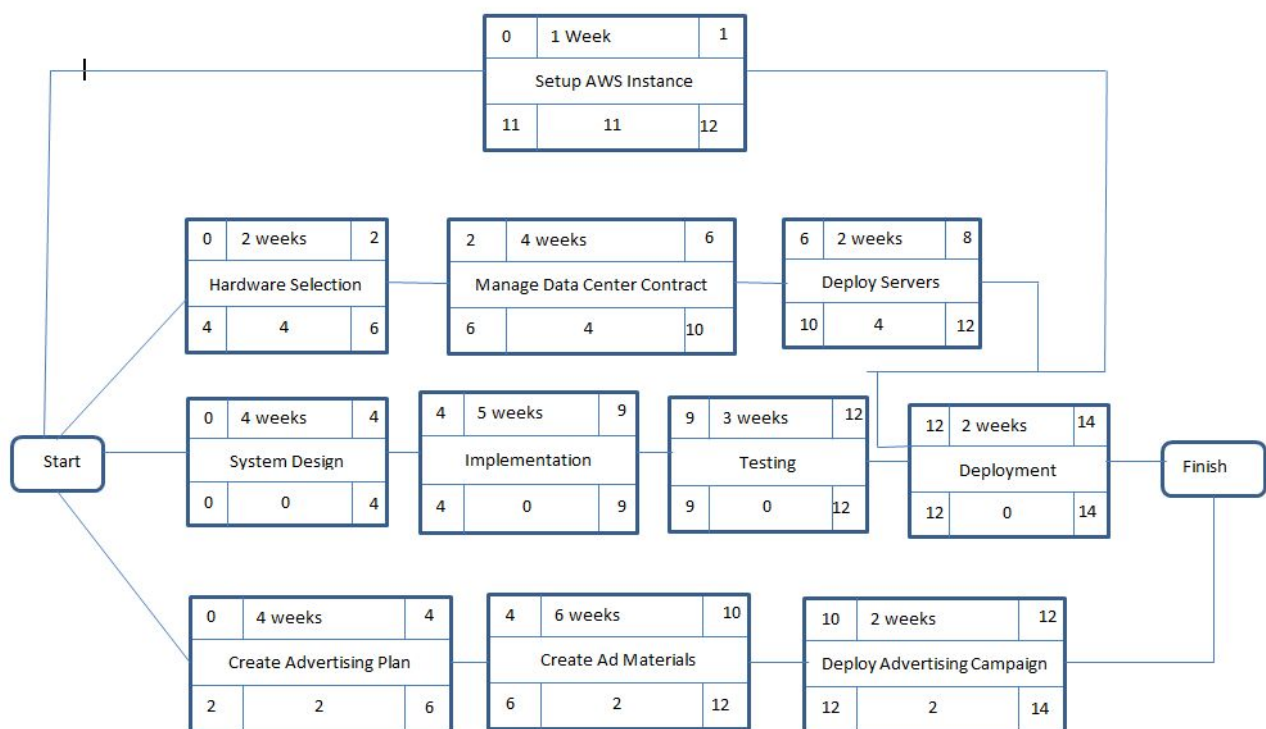 0 1 Week 1
Setup AWS Instance
11 11 12
0 2 weeks 2
Hardware Selection
4 4 6
2 4 weeks 6
Manage Data Center Contract
6 4 10
6 2 weeks 8
Deploy Servers
10 4 12
Start
0 4 weeks 4
System Design
0 0 4
4 5 weeks 9
Implementation
4 0 9
9 3 weeks 12
Testing
9 0 12
12 2 weeks 14
Deployment
12 0 14
Finish
0 4 weeks 4
Create Advertising Plan
2 2 6
4 6 weeks 10
Create Ad Materials
6 2 12
10 2 weeks 12
Deploy Advertising Campaign
12 2 14